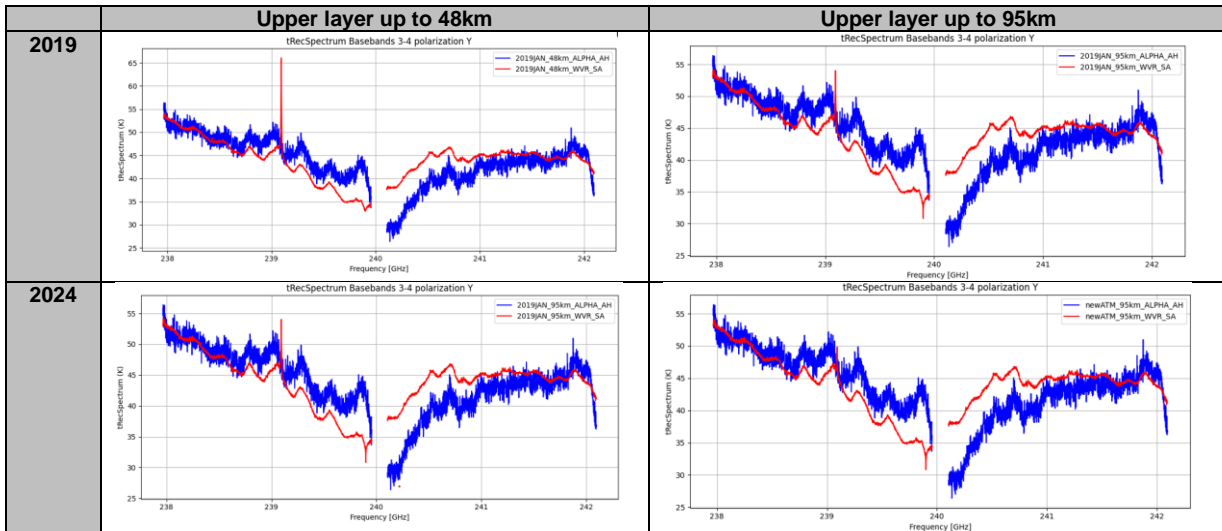 Upper layer up to 48km
Upper layer up to 95km
2019
tRecSpectrum Basebands 3-4 polarization Y
2019JAN_48km_ALPHA_AH
2019JAN_48km_WVR_SA
65
60
55
50
45
40
35
30
25
tRecSpectrum (K)
238
239
240
241
242
Frequency [GHz]
tRecSpectrum Basebands 3-4 polarization Y
2019JAN_95km_ALPHA_AH
2019JAN_95km_WVR_SA
55
50
45
40
35
30
25
tRecSpectrum (K)
238
239
240
241
242
Frequency [GHz]
2024
tRecSpectrum Basebands 3-4 polarization Y
2019JAN_95km_ALPHA_AH
2019JAN_95km_WVR_SA
55
50
45
40
35
30
25
tRecSpectrum (K)
238
239
240
241
242
Frequency [GHz]
tRecSpectrum Basebands 3-4 polarization Y
newATM_95km_ALPHA_AH
newATM_95km_WVR_SA
55
50
45
40
35
30
25
tRecSpectrum (K)
238
239
240
241
242
Frequency [GHz]